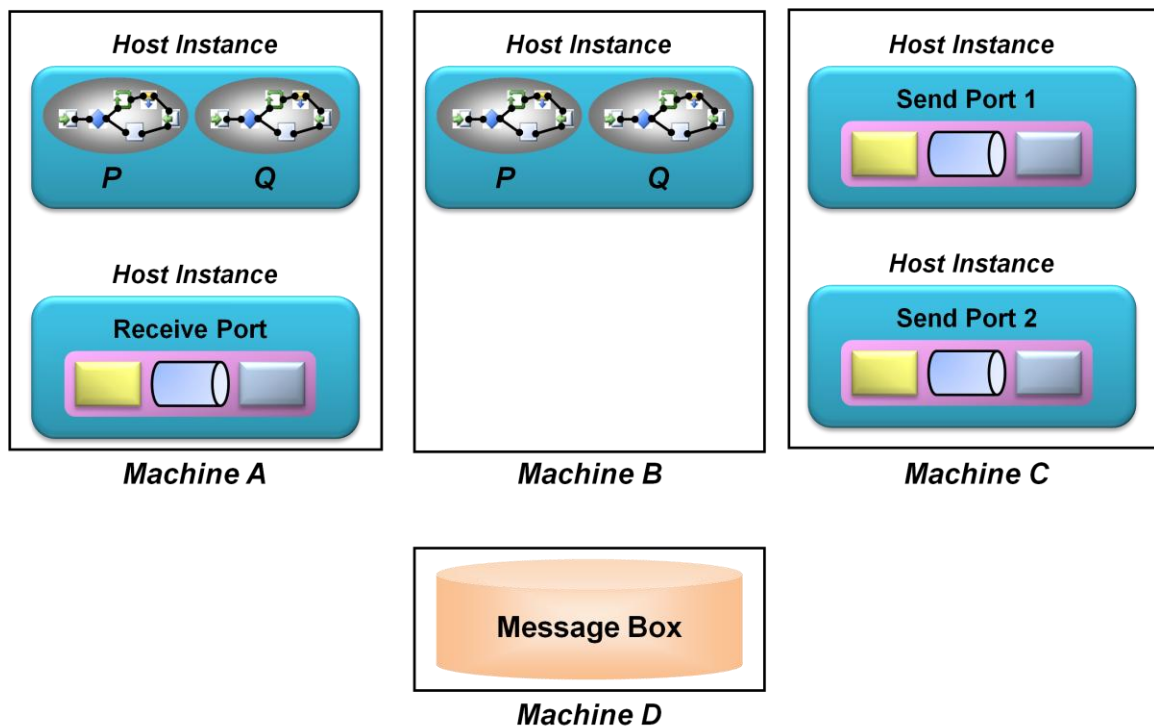 Host Instance
P
Q
Host Instance
Receive Port
Machine A
Host Instance
P
Q
Machine B
Host Instance
Send Port 1
Host Instance
Send Port 2
Machine C
Message Box
Machine D